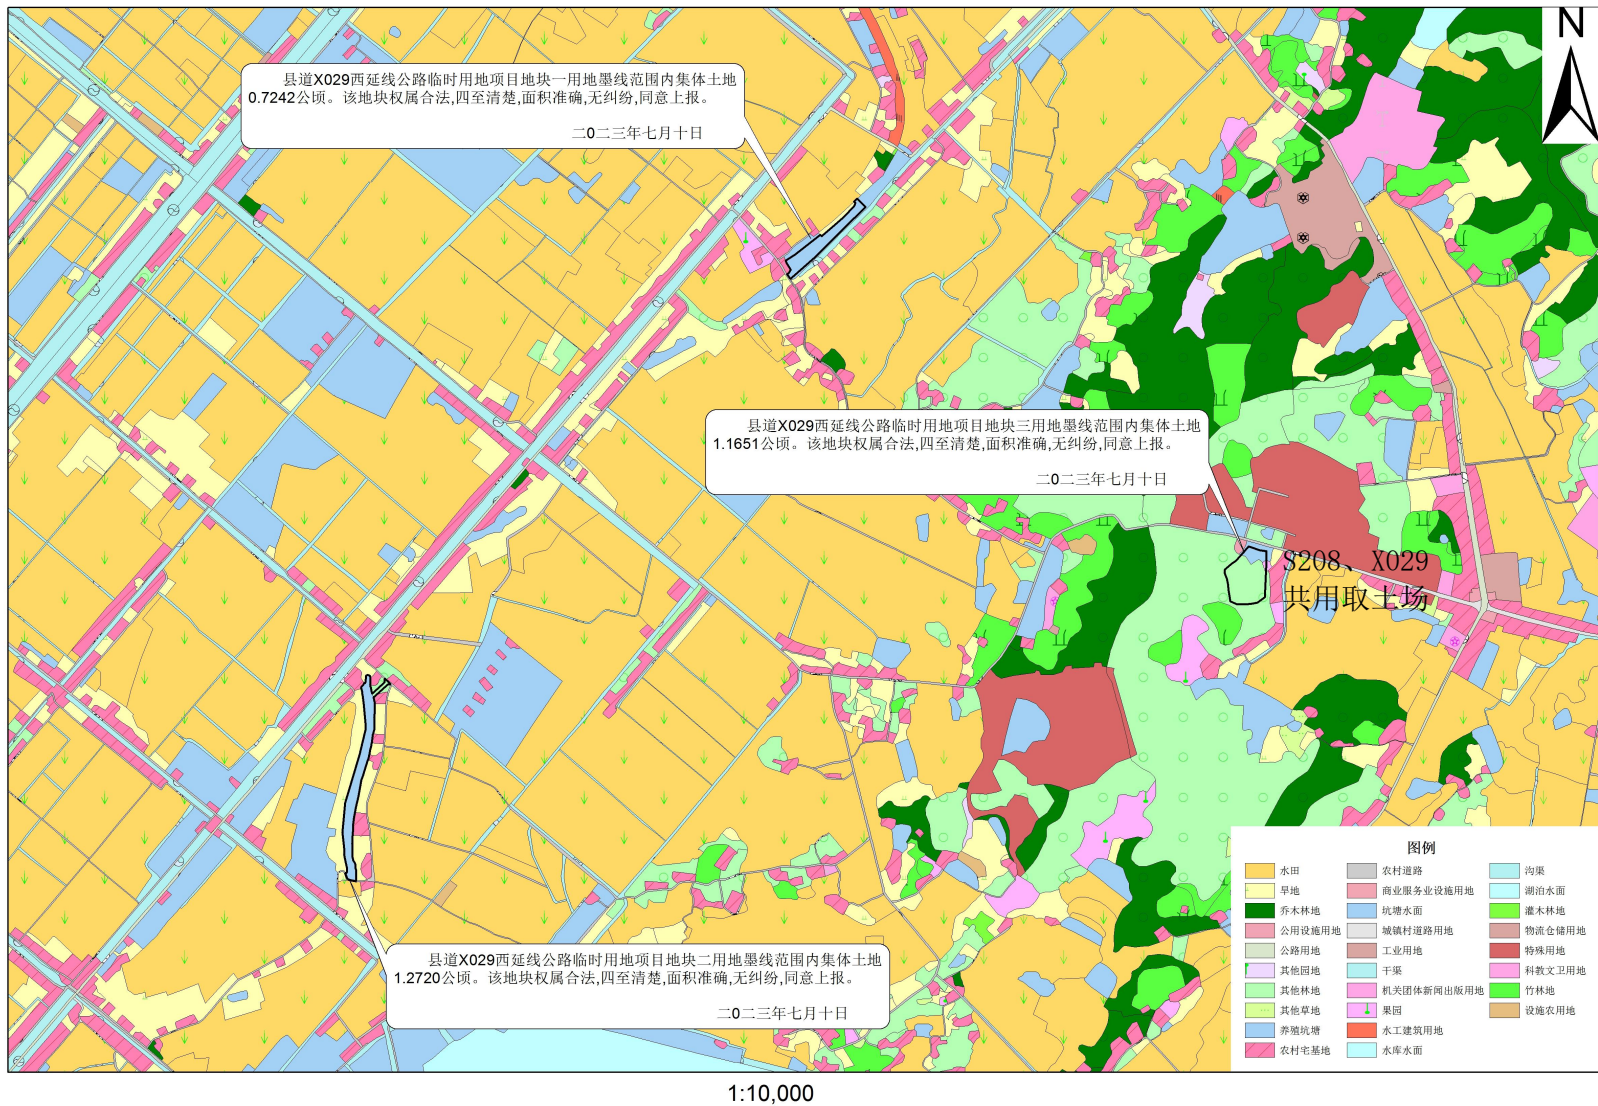 N
县道X029西延线公路临时用地项目地块一用地墨线范围内集体土地
0.7242公顷。该地块权属合法,四至清楚,面积准确,无纠纷,同意上报。
二0二三年七月十日
县道X029西延线公路临时用地项目地块三用地墨线范围内集体土地
1.1651公顷。该地块权属合法,四至清楚,面积准确,无纠纷,同意上报。
二0二三年七月十日
S208、X029
共用取土场
县道X029西延线公路临时用地项目地块二用地墨线范围内集体土地
1.2720公顷。该地块权属合法,四至清楚,面积准确,无纠纷,同意上报。
二0二三年七月十日
图例
水田
旱地
乔木林地
公用设施用地
公路用地
其他园地
其他林地
其他草地
养殖坑塘
农村宅基地
农村道路
商业服务业设施用地
坑塘水面
城镇村道路用地
工业用地
干渠
机关团体新闻出版用地
果园
水工建筑用地
水库水面
沟渠
湖泊水面
灌木林地
物流仓储用地
特殊用地
科教文卫用地
竹林地
设施农用地
1:10,000